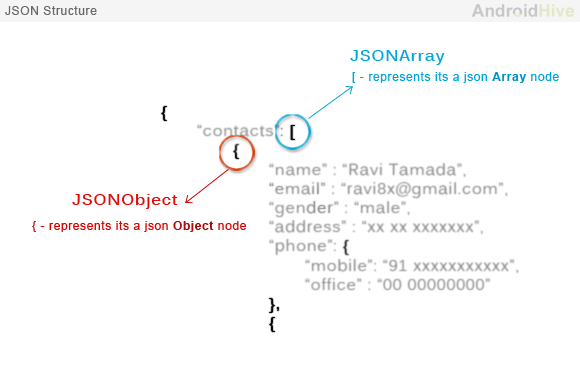 JSON Structure
AndroidHive
JSONArray
[ - represents its a json Array node
{
“contacts”: [
{
“name” : “Ravi Tamada”,
“email” : “ravi8x@gmail.com”,
“gender” : “male”,
“address” : “xx xx xxxxxxx”,
“phone”: {
“mobile”: “91 xxxxxxxxxxx”,
“office” : “00 00000000”
},
{
JSONObject
{ - represents its a json Object node